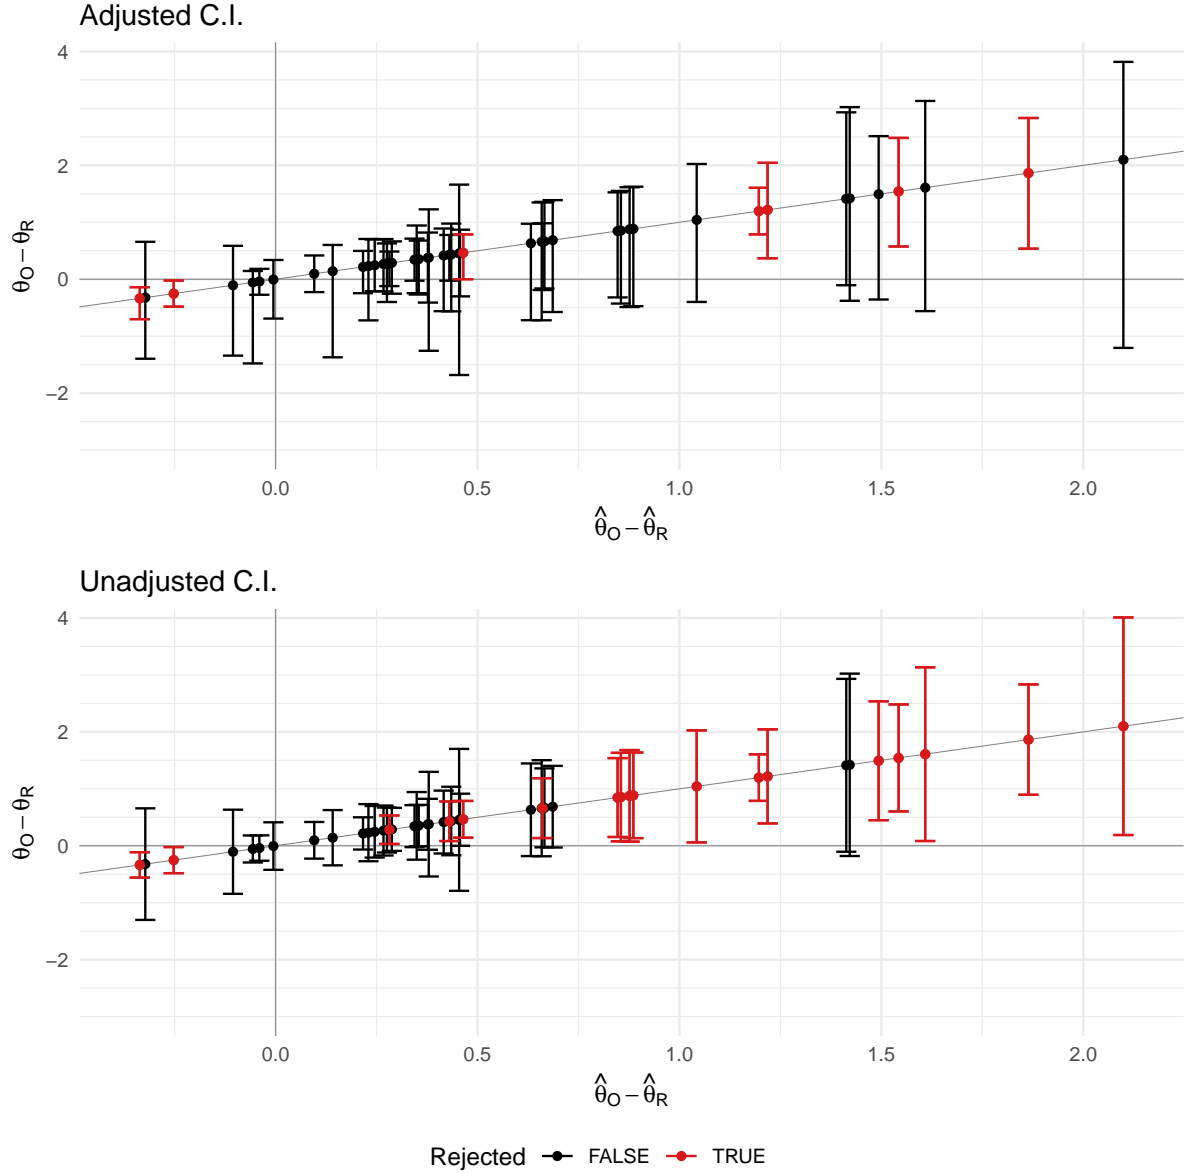 Adjusted C.I.
4
2
0
−2
θO − θR
0.0 0.5 1.0 1.5 2.0
θ̂O − θ̂R
Unadjusted C.I.
4
2
0
−2
θO − θR
0.0 0.5 1.0 1.5 2.0
θ̂O − θ̂R
Rejected FALSE TRUE